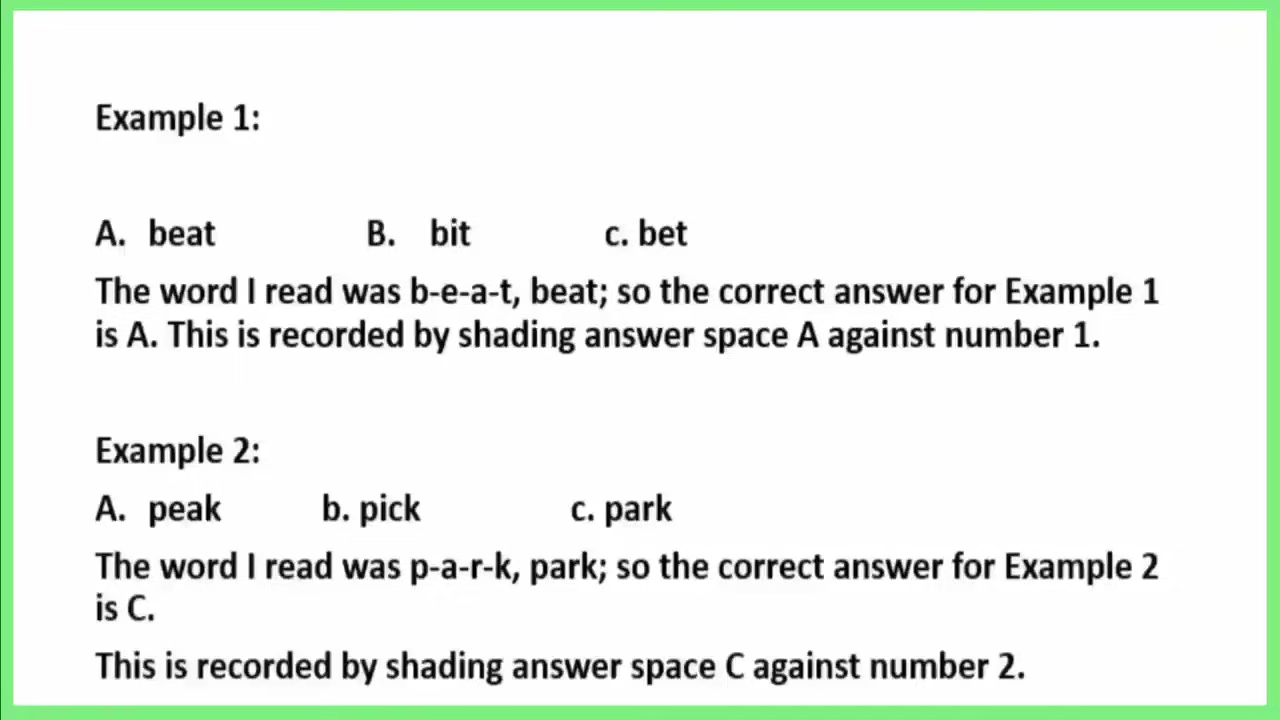 Example 1:
A. beat B. bit c. bet
The word I read was b-e-a-t, beat; so the correct answer for Example 1
is A. This is recorded by shading answer space A against number 1.
Example 2:
A. peak b. pick c. park
The word I read was p-a-r-k, park; so the correct answer for Example 2
is C.
This is recorded by shading answer space C against number 2.